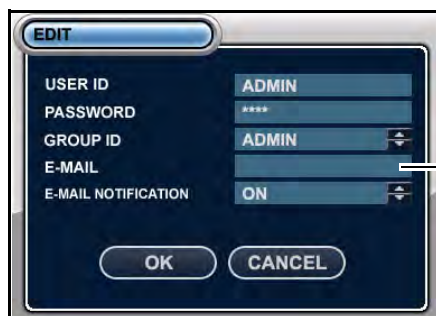 EDIT
USER ID ADMIN
PASSWORD ****
GROUP ID ADMIN
E-MAIL
E-MAIL NOTIFICATION ON
OK CANCEL